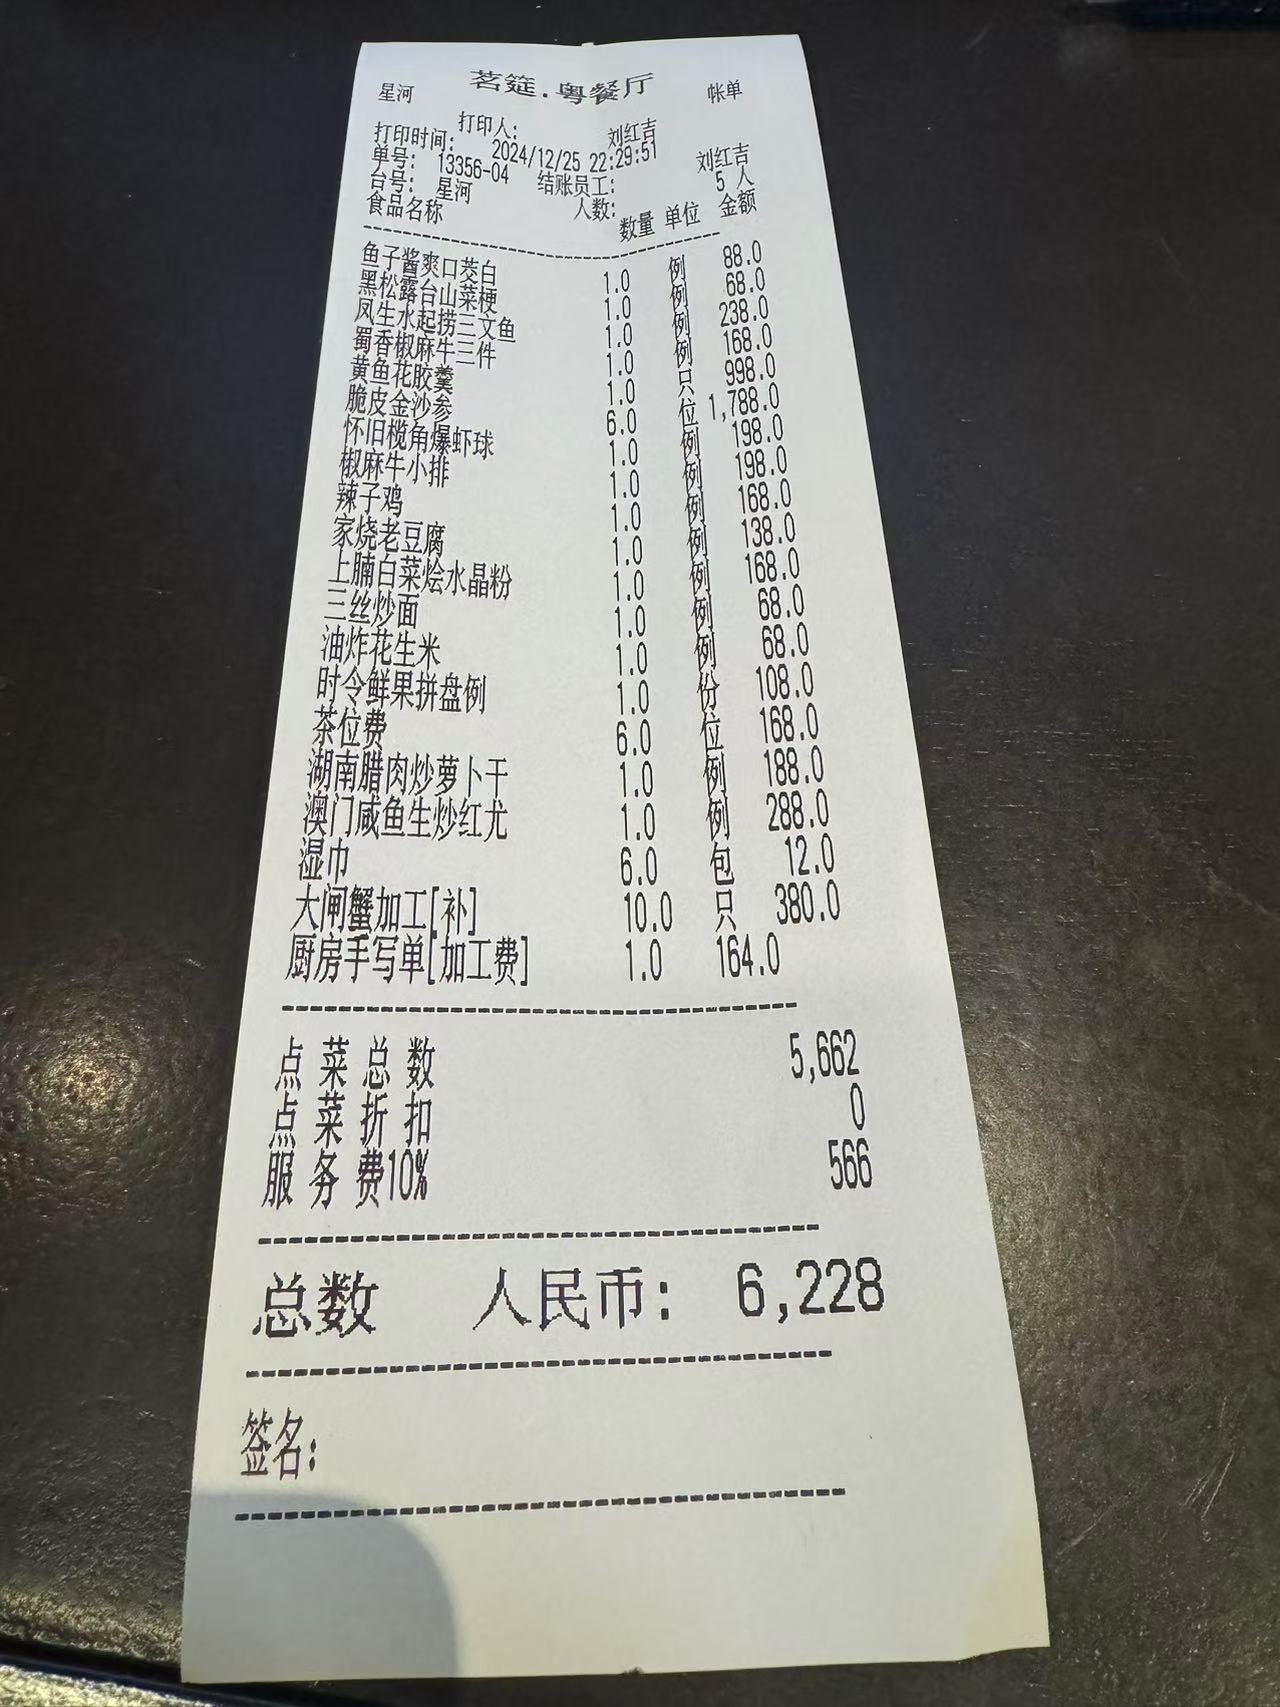 茗筵.粤餐厅
星河 帐单
打印人: 刘红吉
打印时间: 2024/12/25 22:29:51
单号: 13356-04 结账员工: 刘红吉
台号: 星河 人数: 5 人
食品名称 数量 单位 金额
鱼子酱爽口茭白 1.0 例 88.0
黑松露台山菜梗 1.0 例 68.0
风生水起捞三文鱼 1.0 例 238.0
蜀香椒麻牛三件 1.0 例 168.0
黄鱼花胶羹 1.0 只 998.0
脆皮金沙参 6.0 位 1,788.0
怀旧榄角爆虾球 1.0 例 198.0
椒麻牛小排 1.0 例 198.0
辣子鸡 1.0 例 168.0
家烧老豆腐 1.0 例 138.0
上腩白菜烩水晶粉 1.0 例 168.0
三丝炒面 1.0 例 68.0
油炸花生米 1.0 例 68.0
时令鲜果拼盘例 1.0 份 108.0
茶位费 6.0 位 168.0
湖南腊肉炒萝卜干 1.0 例 188.0
澳门咸鱼生炒红尤 1.0 例 288.0
湿巾 6.0 包 12.0
大闸蟹加工[补] 10.0 只 380.0
厨房手写单[加工费] 1.0 164.0
点菜总数 5,662
点菜折扣 0
服务费10% 566
总数 人民币: 6,228
签名: